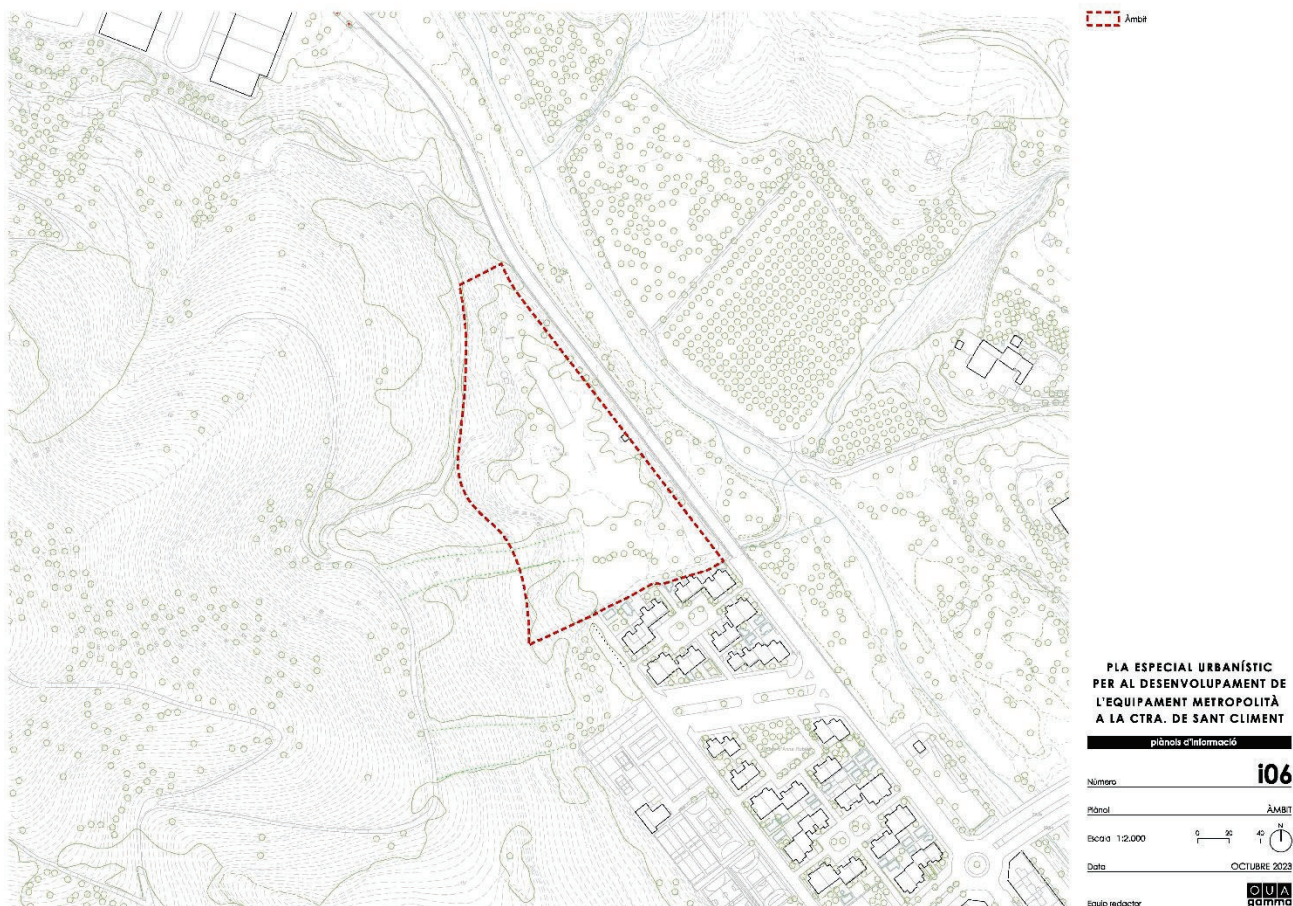 Àmbit
PLA ESPECIAL URBANÍSTIC
PER AL DESENVOLUPAMENT DE
L'EQUIPAMENT METROPOLITÀ
A LA CTRA. DE SANT CLIMENT
plànols d'informació
Número i06
Plànol ÀMBIT
Escala 1:2.000 0 20 40 N
Data OCTUBRE 2023
Equip redactor OUA
gamma